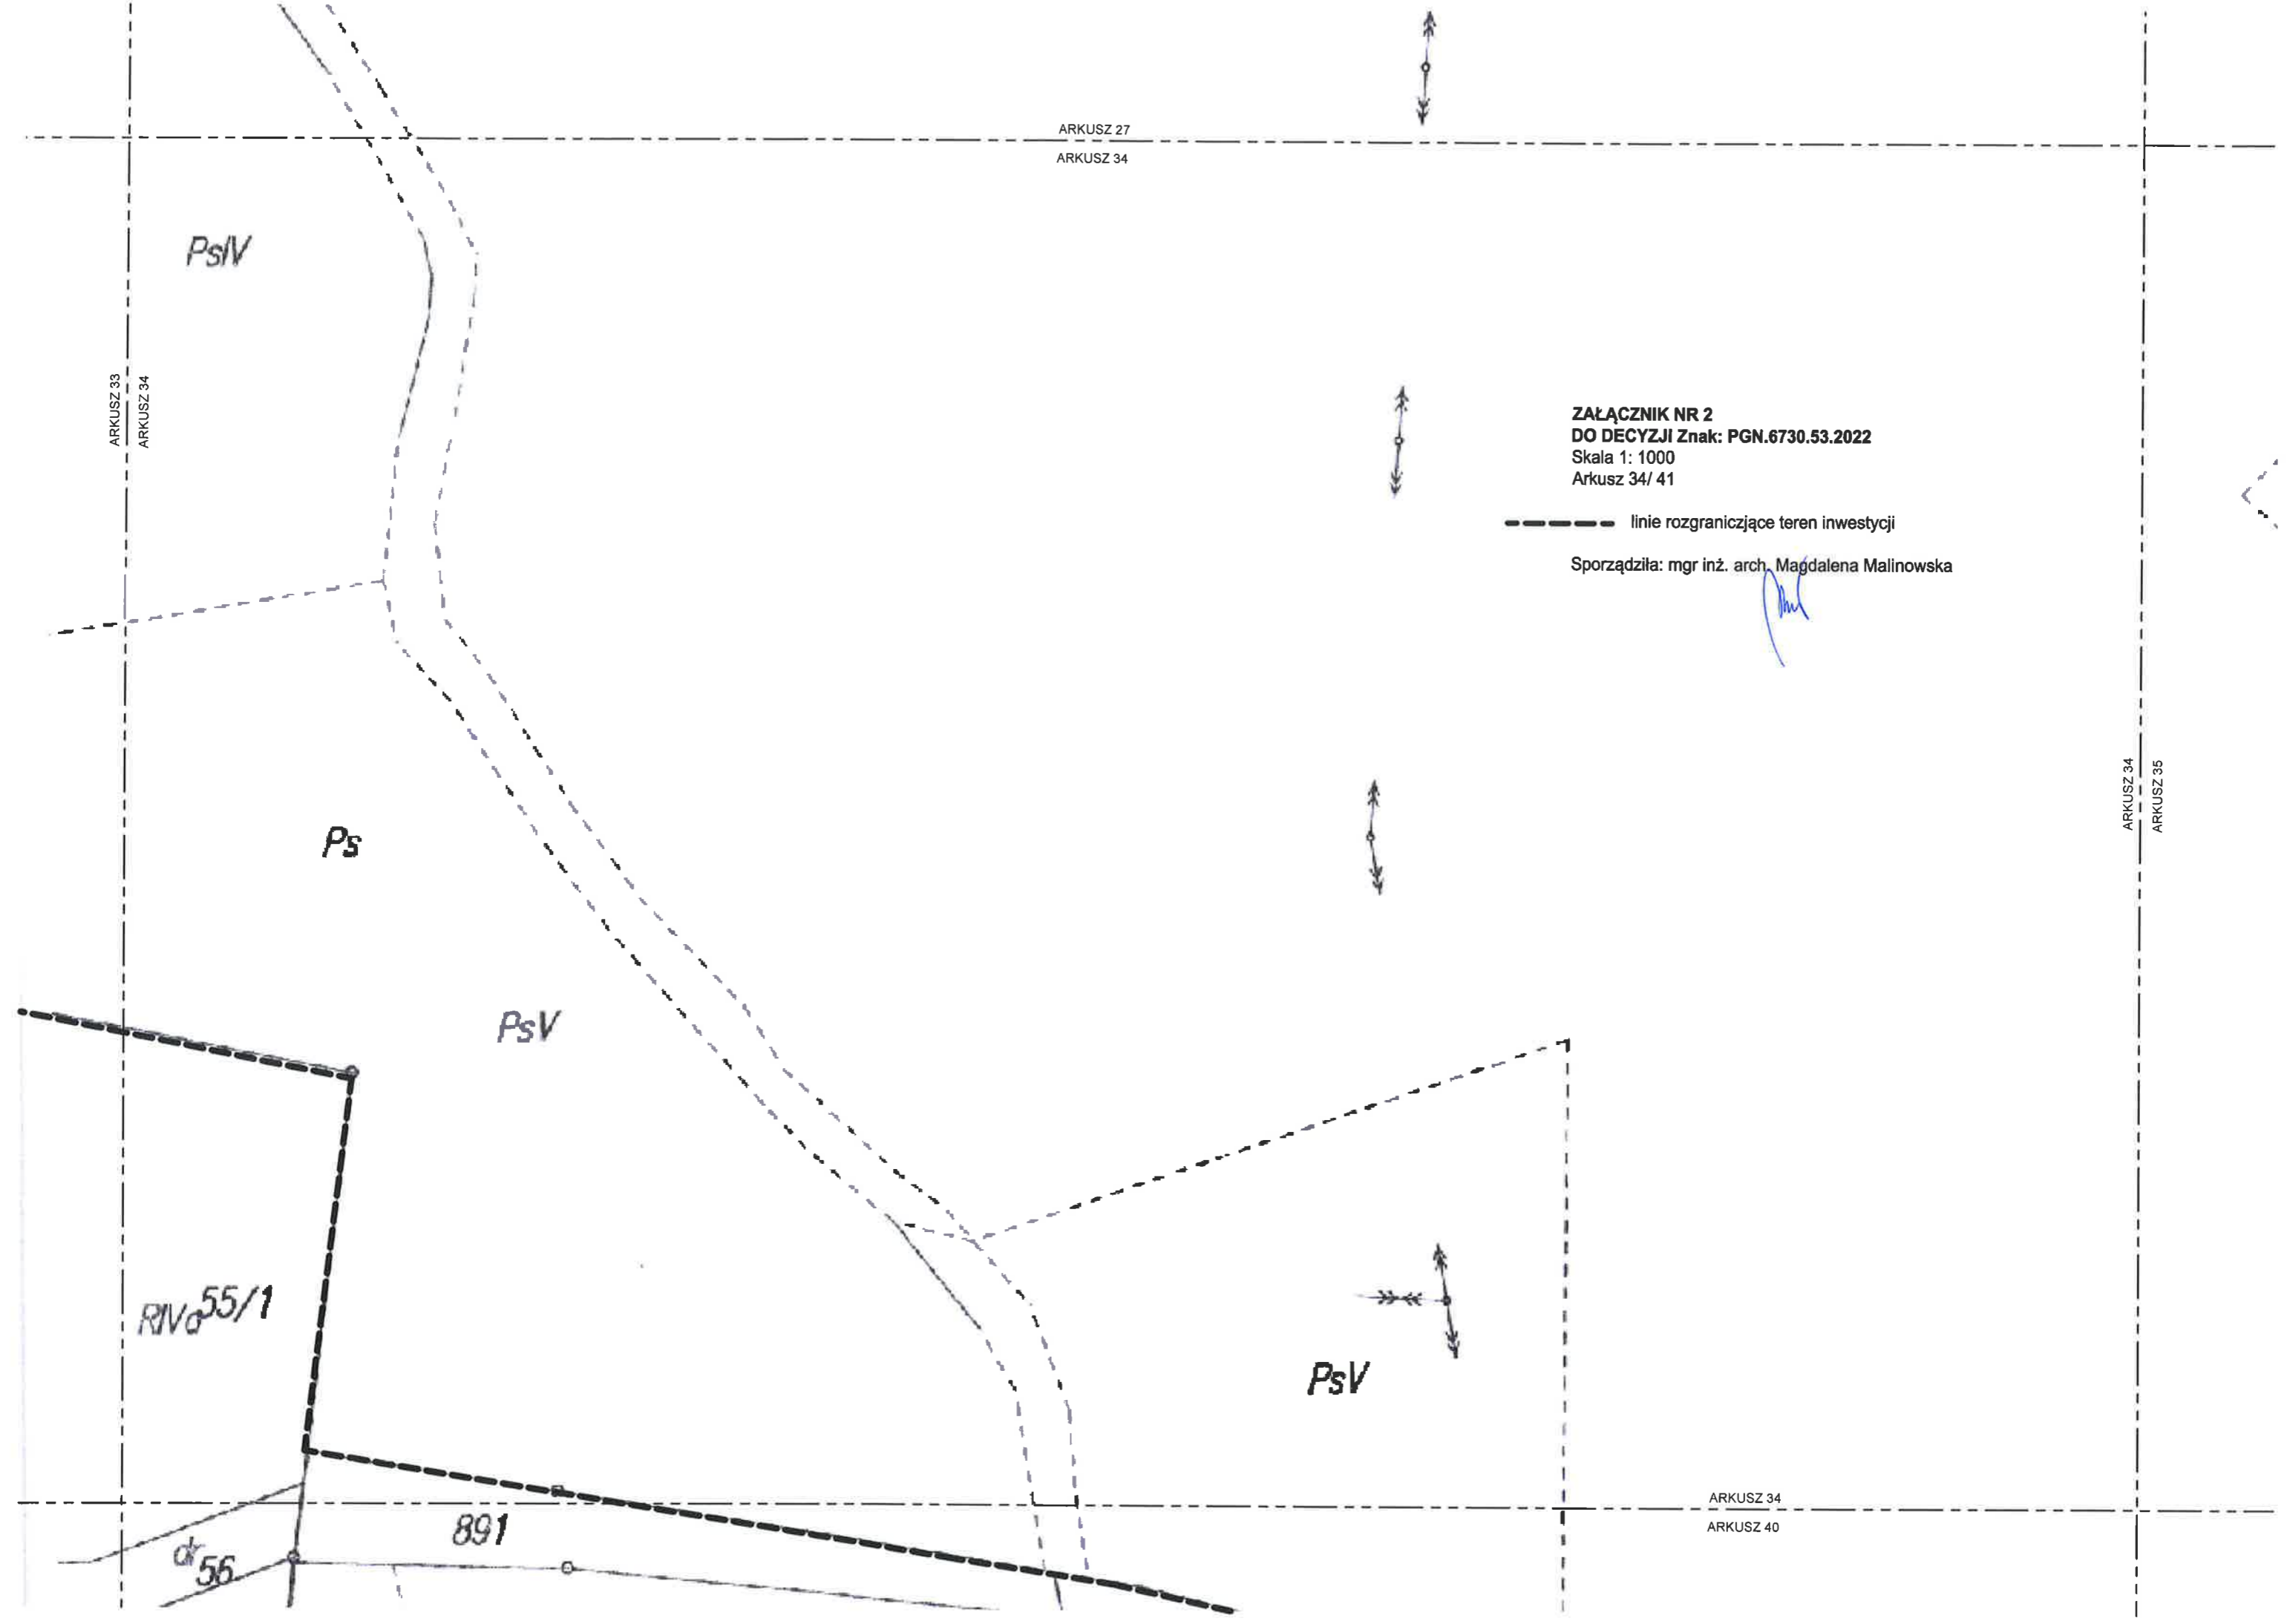 ARKUSZ 27
ARKUSZ 34
PsIV
ARKUSZ 33
ARKUSZ 34
ZAŁĄCZNIK NR 2
DO DECYZJI Znak: PGN.6730.53.2022
Skala 1: 1000
Arkusz 34/ 41
linie rozgraniczjące teren inwestycji
Sporządziła: mgr inż. arch. Magdalena Malinowska
ARKUSZ 34
ARKUSZ 35
Ps
PsV
RIVa 55/1
PsV
ARKUSZ 34
ARKUSZ 40
891
dr 56